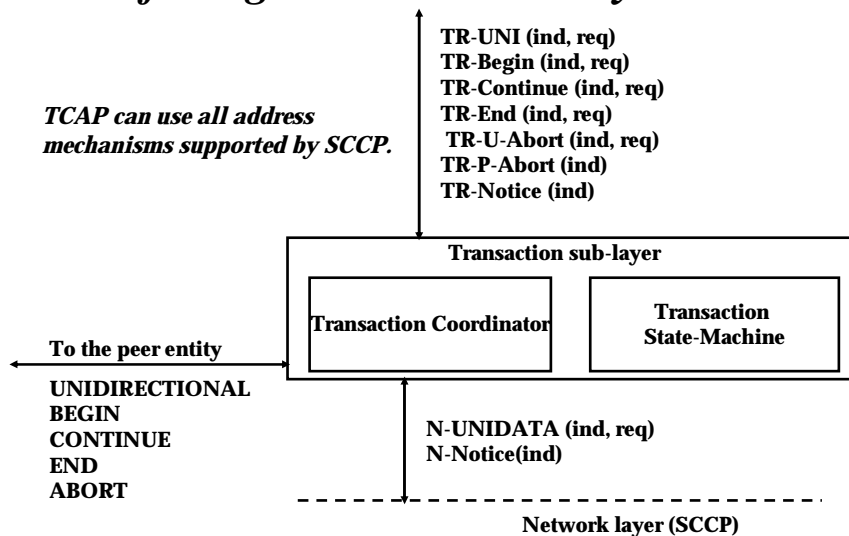 TR-UNI (ind, req)
TR-Begin (ind, req)
TR-Continue (ind, req)
TR-End (ind, req)
TR-U-Abort (ind, req)
TR-P-Abort (ind)
TR-Notice (ind)
TCAP can use all address
mechanisms supported by SCCP.
Transaction sub-layer
Transaction Coordinator
Transaction
State-Machine
To the peer entity
UNIDIRECTIONAL
BEGIN
CONTINUE
END
ABORT
N-UNIDATA (ind, req)
N-Notice(ind)
Network layer (SCCP)